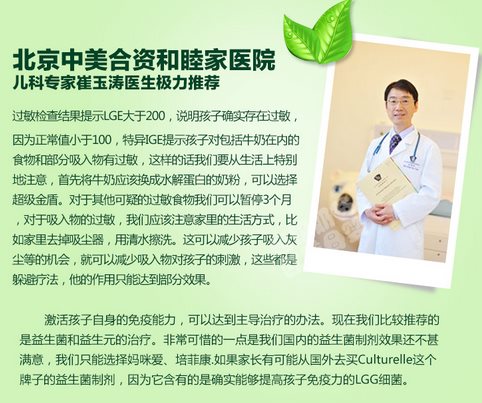 北京中美合资和睦家医院
儿科专家崔玉涛医生极力推荐
过敏检查结果提示LGE大于200，说明孩子确实存在过敏，
因为正常值小于100，特异IGE提示孩子对包括牛奶在内的
食物和部分吸入物有过敏，这样的话我们要从生活上特别
地注意，首先将牛奶应该换成水解蛋白的奶粉，可以选择
超级金盾。对于其他可疑的过敏食物我们可以暂停3个月
，对于吸入物的过敏，我们应该注意家里的生活方式，比
如家里去掉吸尘器，用清水擦洗。这可以减少孩子吸入灰
尘等的机会，就可以减少吸入物对孩子的刺激，这些都是
躲避疗法，他的作用只能达到部分效果。
激活孩子自身的免疫能力，可以达到主导治疗的办法。现在我们比较推荐的
是益生菌和益生元的治疗。非常可惜的一点是我们国内的益生菌制剂效果还不甚
满意，我们只能选择妈咪爱、培菲康.如果家长有可能从国外去买Culturelle这个
牌子的益生菌制剂，因为它含有的是确实能够提高孩子免疫力的LGG细菌。